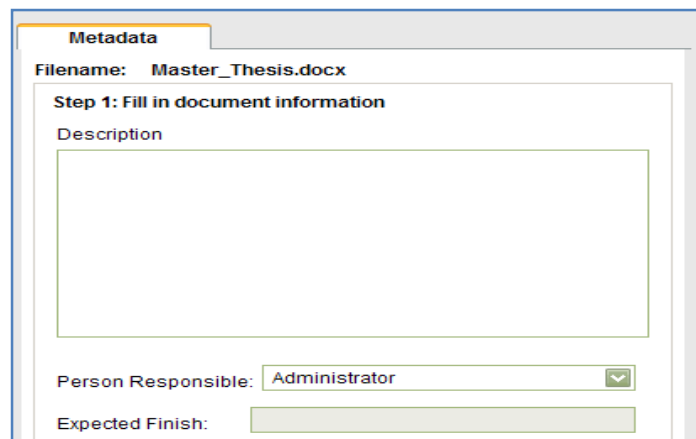 Metadata
Filename: Master_Thesis.docx
Step 1: Fill in document information
Description
Person Responsible: Administrator
Expected Finish: